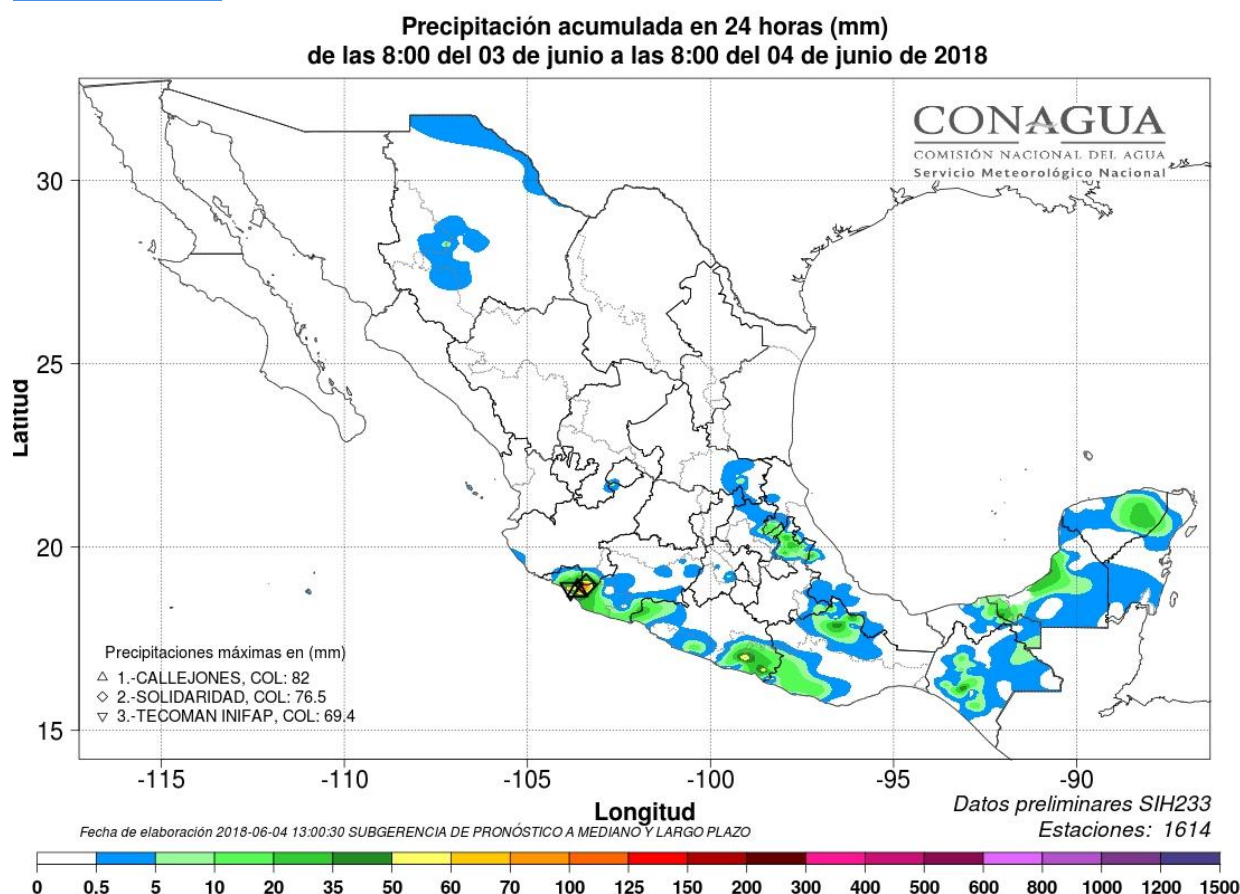 Precipitación acumulada en 24 horas (mm)
de las 8:00 del 03 de junio a las 8:00 del 04 de junio de 2018
CONAGUA
COMISIÓN NACIONAL DEL AGUA
Servicio Meteorológico Nacional
30
25
20
15
Latitud
Precipitaciones máximas en (mm)
1.-CALLEJONES, COL: 82
2.-SOLIDARIDAD, COL: 76.5
3.-TECOMAN INIFAP, COL: 69.4
-115 -110 -105 -100 -95 -90
Longitud
Datos preliminares SIH233
Estaciones: 1614
Fecha de elaboración 2018-06-04 13:00:30 SUBGERENCIA DE PRONÓSTICO A MEDIANO Y LARGO PLAZO
0 0.5 5 10 20 35 50 60 70 100 125 150 200 300 400 500 600 800 1000 1200 1500